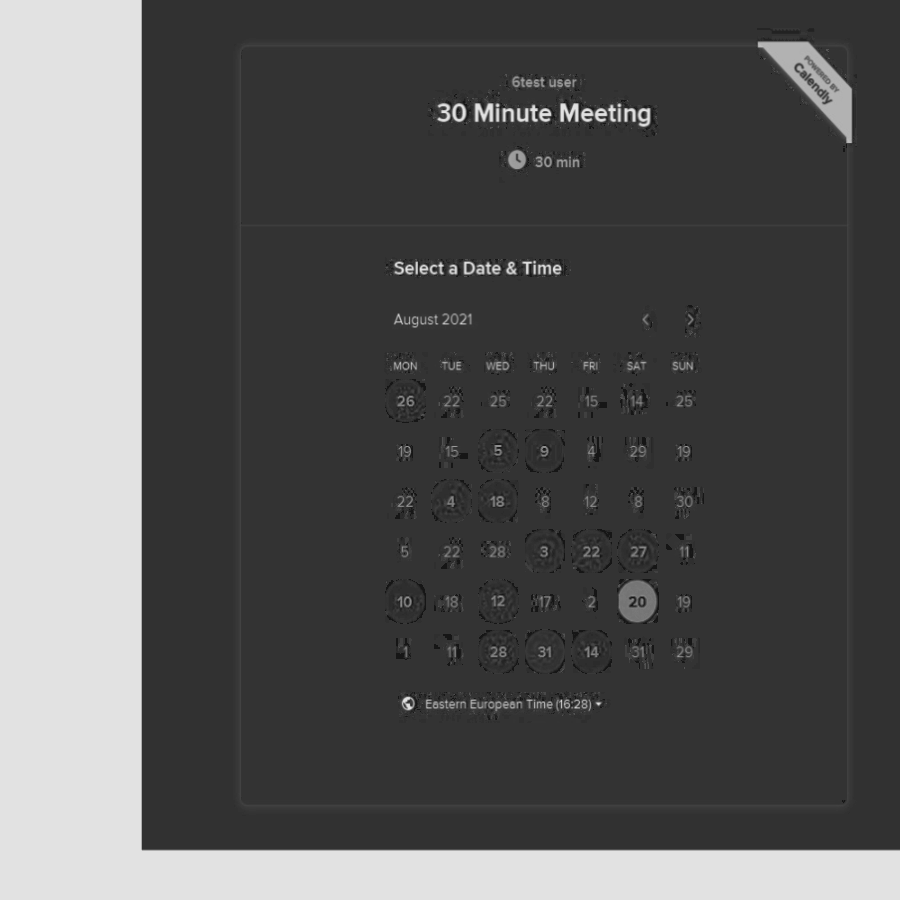 POWERED BY
Calendly
6test user
30 Minute Meeting
30 min
Select a Date & Time
August 2021
MON TUE WED THU FRI SAT SUN
26 22 25 22 15 14 25
19 15 5 9 4 29 19
22 4 18 8 12 8 30
5 22 28 3 22 27 11
10 18 12 17 2 20 19
1 11 28 31 14 31 29
Eastern European Time (16:28)